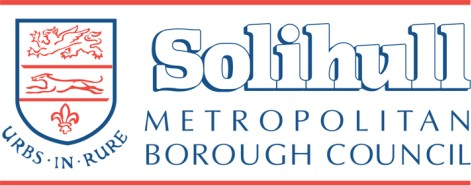 Solihull
METROPOLITAN
BOROUGH COUNCIL
URBS · IN · RURE